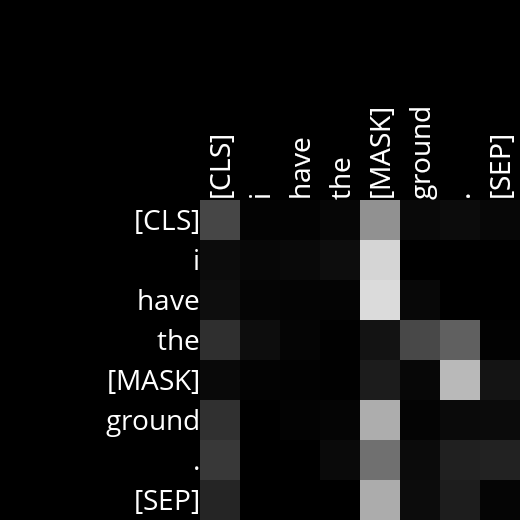 [CLS] i have the [MASK] ground . [SEP]
[CLS]
i
have
the
[MASK]
ground
.
[SEP]